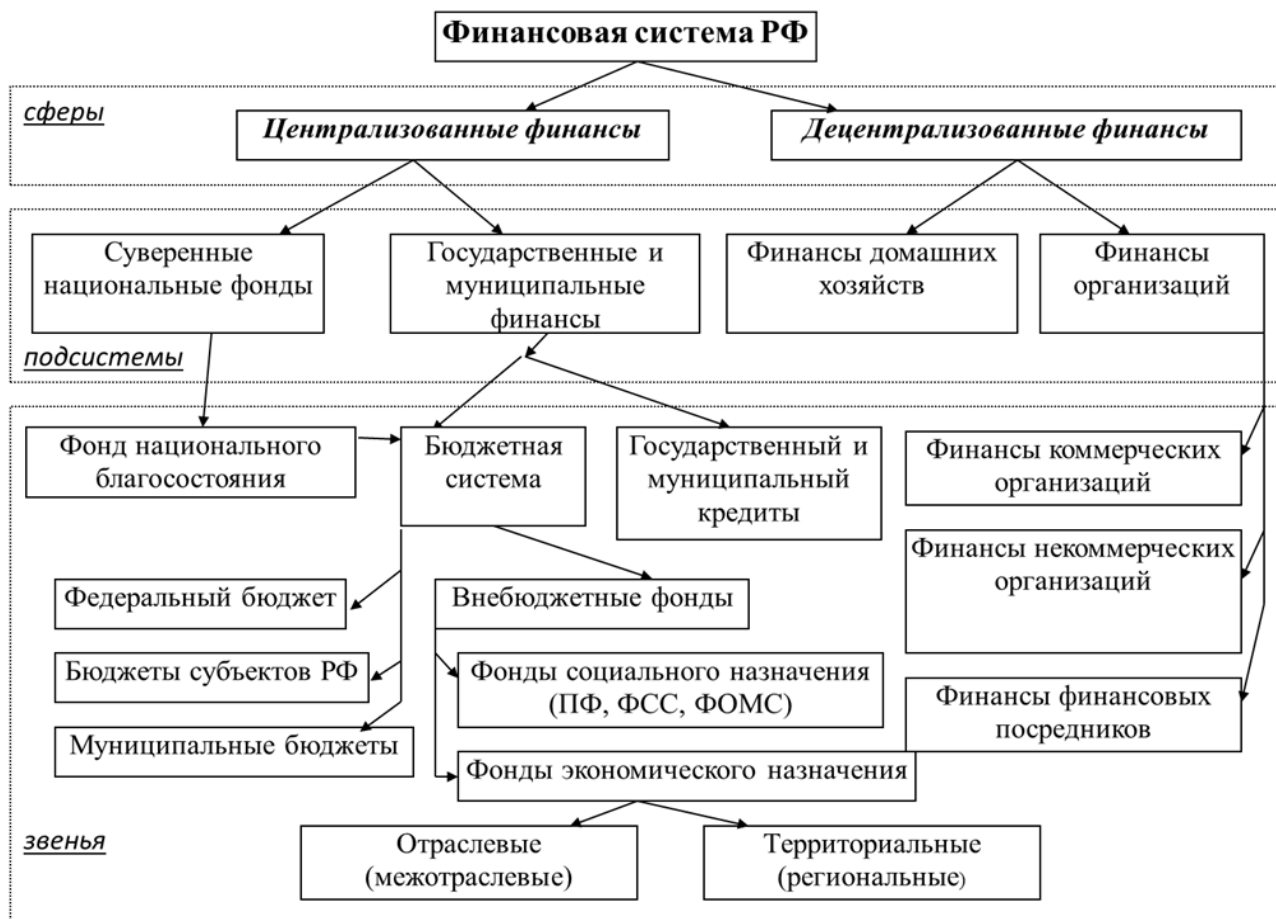 Финансовая система РФ
сферы
Централизованные финансы
Децентрализованные финансы
Суверенные
национальные фонды
Государственные и
муниципальные
финансы
Финансы домашних
хозяйств
Финансы
организаций
подсистемы
Фонд национального
благосостояния
Бюджетная
система
Государственный и
муниципальный
кредиты
Финансы коммерческих
организаций
Финансы некоммерческих
организаций
Федеральный бюджет
Внебюджетные фонды
Бюджеты субъектов РФ
Фонды социального назначения
(ПФ, ФСС, ФОМС)
Финансы финансовых
посредников
Муниципальные бюджеты
Фонды экономического назначения
звенья
Отраслевые
(межотраслевые)
Территориальные
(региональные)